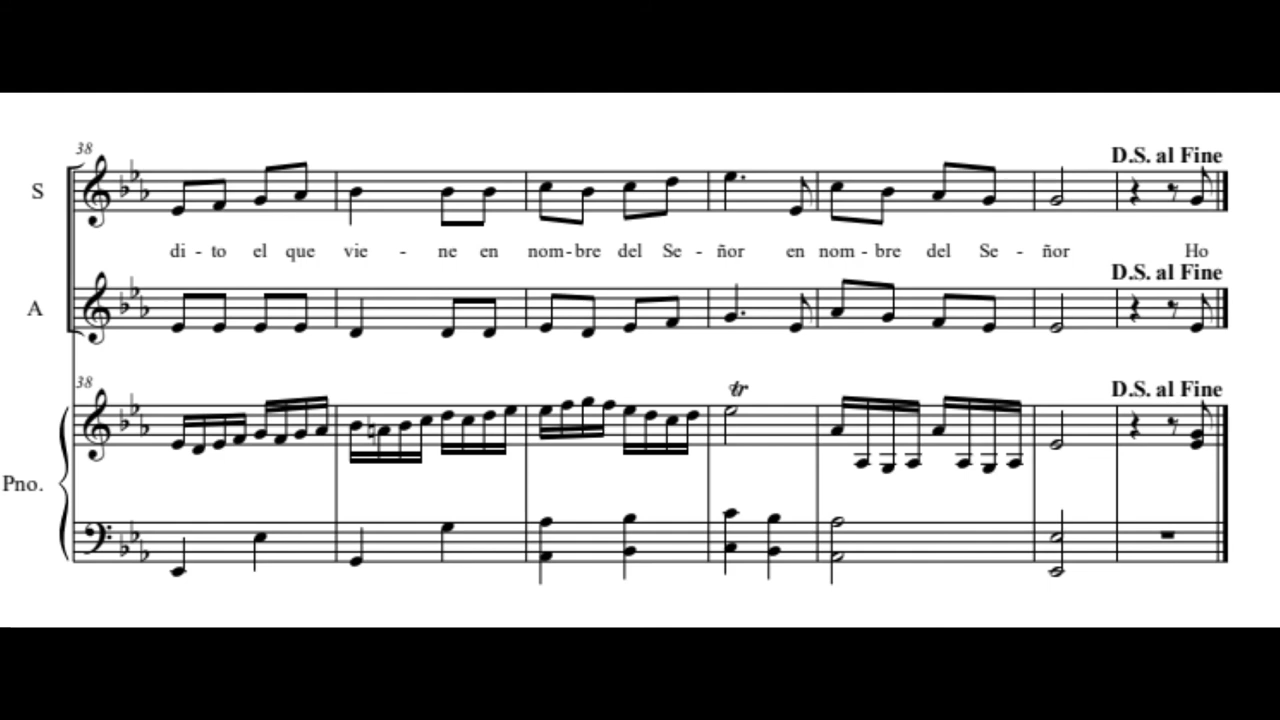 38
D.S. al Fine
S
di - to el que vie - ne en nom - bre del Se - ñor en nom - bre del Se - ñor Ho
D.S. al Fine
A
38
tr
D.S. al Fine
Pno.